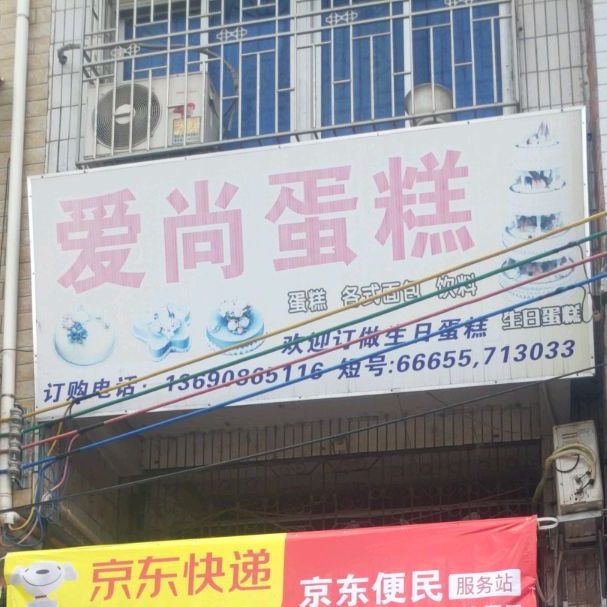 爱尚蛋糕
蛋糕 各式面包 饮料
欢迎订做生日蛋糕
生日蛋糕
订购电话：13690865116 短号:66655,713033
京东快递
京东便民 服务站